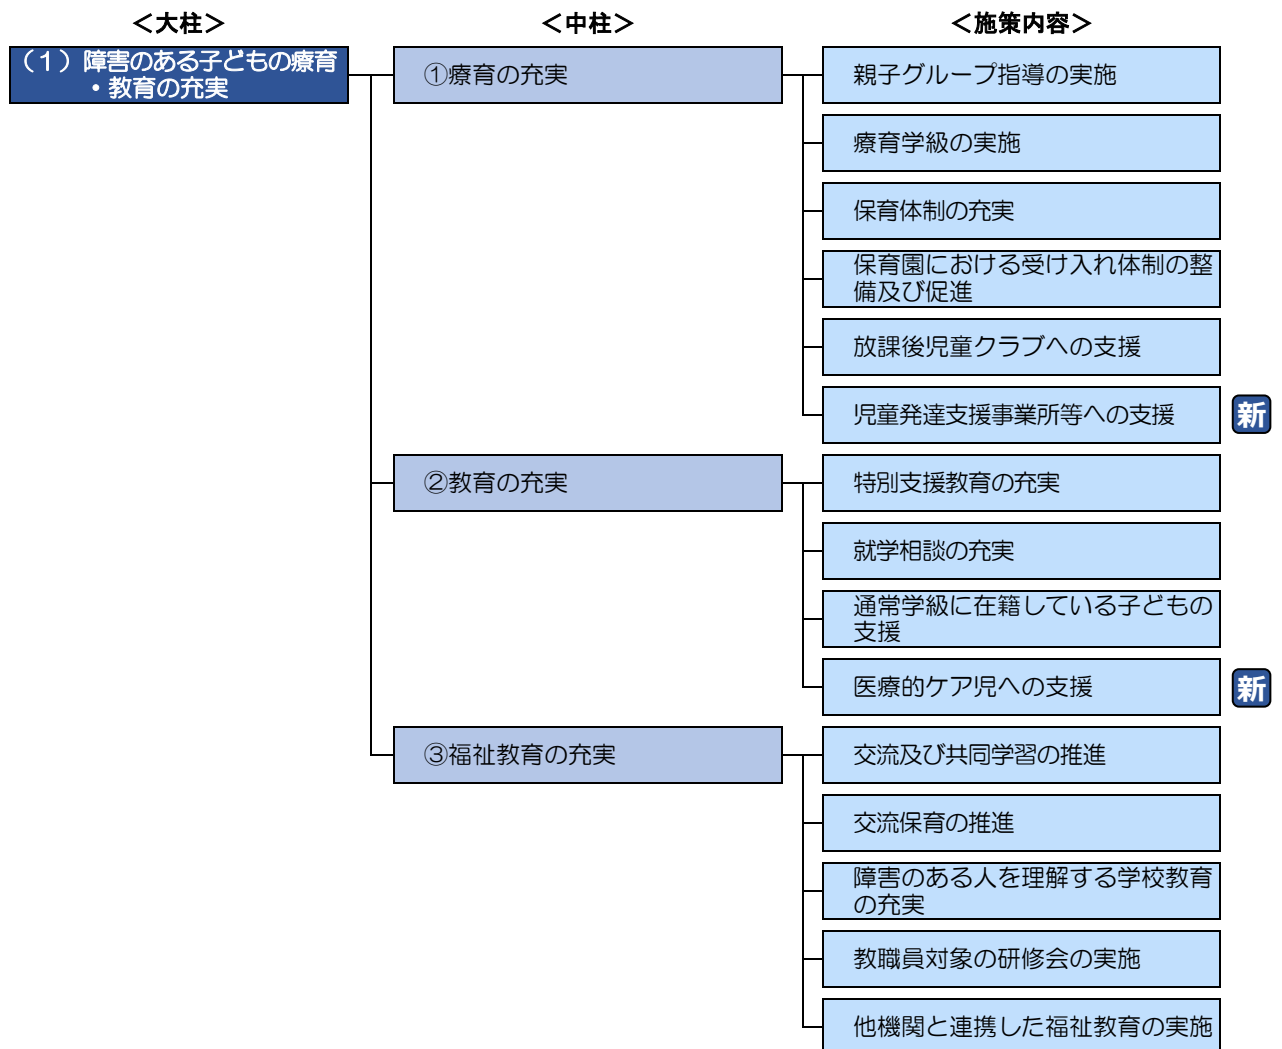 ＜大柱＞
＜中柱＞
＜施策内容＞
（１）障害のある子どもの療育
・教育の充実
①療育の充実
親子グループ指導の実施
療育学級の実施
保育体制の充実
保育園における受け入れ体制の整
備及び促進
放課後児童クラブへの支援
児童発達支援事業所等への支援
新
②教育の充実
特別支援教育の充実
就学相談の充実
通常学級に在籍している子どもの
支援
医療的ケア児への支援
新
③福祉教育の充実
交流及び共同学習の推進
交流保育の推進
障害のある人を理解する学校教育
の充実
教職員対象の研修会の実施
他機関と連携した福祉教育の実施